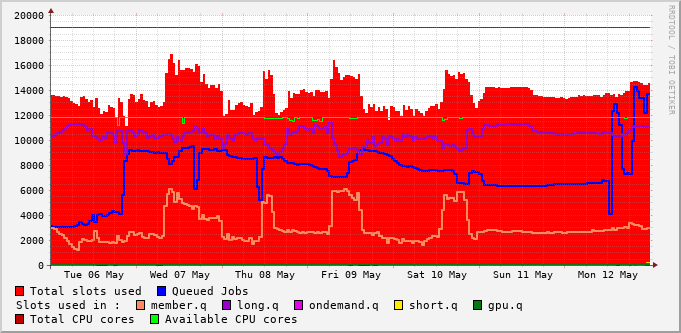 20000
18000
16000
14000
12000
10000
8000
6000
4000
2000
0
Tue 06 May Wed 07 May Thu 08 May Fri 09 May Sat 10 May Sun 11 May Mon 12 May
Total slots used Queued Jobs
Slots used in : member.q long.q ondemand.q short.q gpu.q
Total CPU cores Available CPU cores
RRDTOOL / TOBI OETIKER